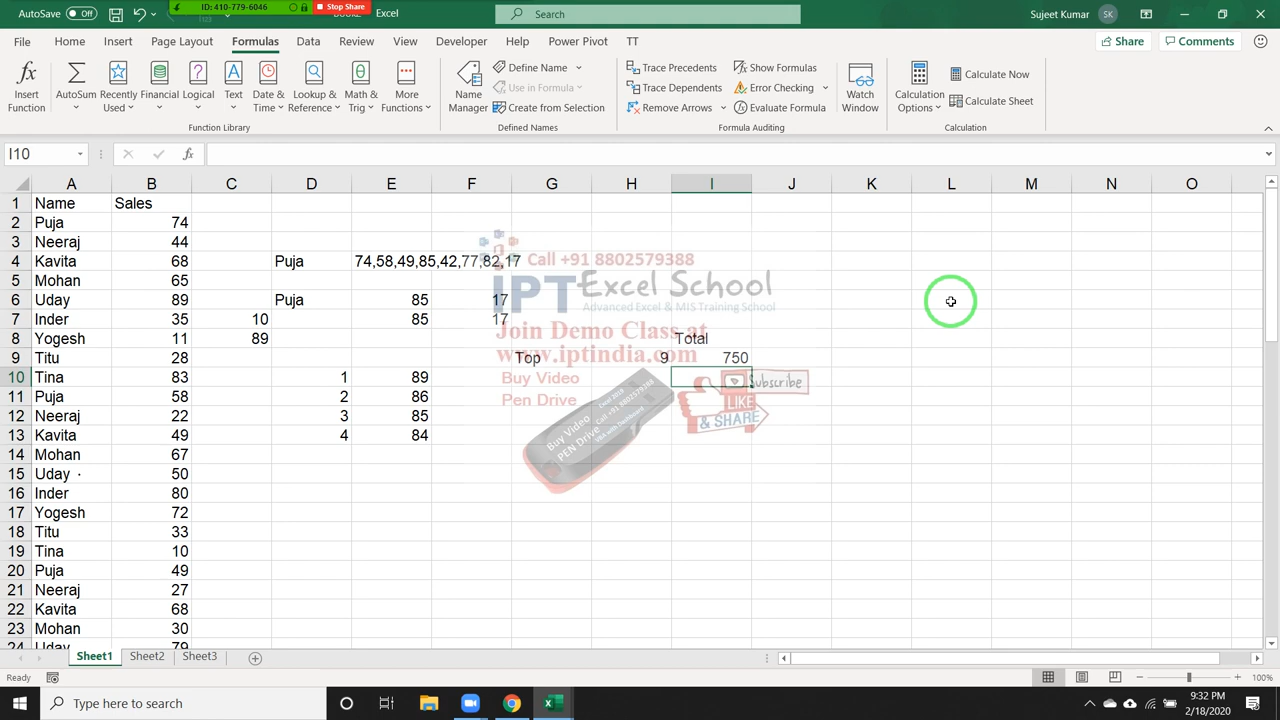 AutoSave Off
ID: 410-779-6046
Stop Share
Excel
Search
Sujeet Kumar
SK
File Home Insert Page Layout Formulas Data Review View Developer Help Power Pivot TT
Share
Comments
Insert Function
AutoSum
Recently Used
Financial
Logical
Text
Date & Time
Lookup & Reference
Math & Trig
More Functions
Function Library
Name Manager
Define Name
Use in Formula
Create from Selection
Defined Names
Trace Precedents
Trace Dependents
Remove Arrows
Show Formulas
Error Checking
Evaluate Formula
Formula Auditing
Watch Window
Calculation Options
Calculate Now
Calculate Sheet
Calculation
I10
fx
A B C D E F G H I J K L M N O
1 Name Sales
2 Puja 74
3 Neeraj 44
4 Kavita 68 Puja 74,58,49,85,42,77,82,17
5 Mohan 65
6 Uday 89 Puja 85 17
7 Inder 35 10 85 17
8 Yogesh 11 89 Total
9 Titu 28 Top 9 750
10 Tina 83 1 89
11 Puja 58 2 86
12 Neeraj 22 3 85
13 Kavita 49 4 84
14 Mohan 67
15 Uday 50
16 Inder 80
17 Yogesh 72
18 Titu 33
19 Tina 10
20 Puja 49
21 Neeraj 27
22 Kavita 68
23 Mohan 30
24 Uday 79
Call +91 8802579388
iPT Excel School
Advanced Excel & MIS Training School
Join Demo Class at
www.iptindia.com
Buy Video
Pen Drive
Subscribe
LIKE
& SHARE
Buy Video
PEN Drive
Sheet1 Sheet2 Sheet3
Ready
100%
Type here to search
9:32 PM
2/18/2020